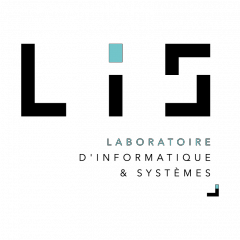 LIS
LABORATOIRE
D'INFORMATIQUE
& SYSTÈMES